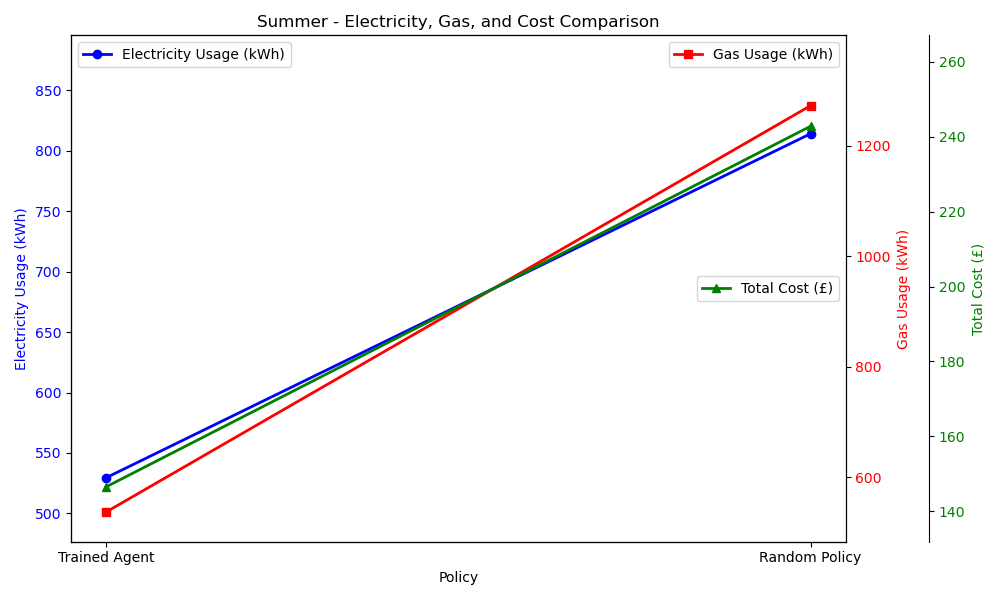 Summer - Electricity, Gas, and Cost Comparison
Electricity Usage (kWh)
Gas Usage (kWh)
Total Cost (£)
Electricity Usage (kWh)
850
800
750
700
650
600
550
500
Gas Usage (kWh)
1200
1000
800
600
Total Cost (£)
260
240
220
200
180
160
140
Trained Agent
Random Policy
Policy